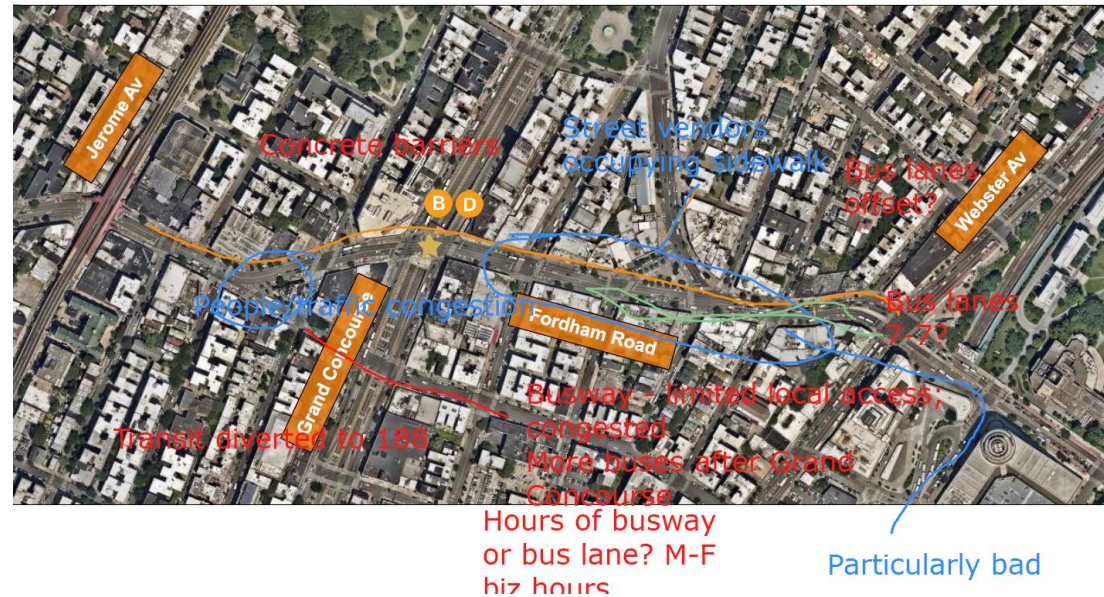 Jerome Av
Concrete barriers
Street vendors
occupying sidewalk
Bus lanes
offset?
Webster Av
B D
People/traffic congestion
Grand Concourse
Fordham Road
Bus lanes
7-7?
Transit diverted to 188
Busway - limited local access,
congested
More buses after Grand
Concourse
Hours of busway
or bus lane? M-F
biz hours
Particularly bad